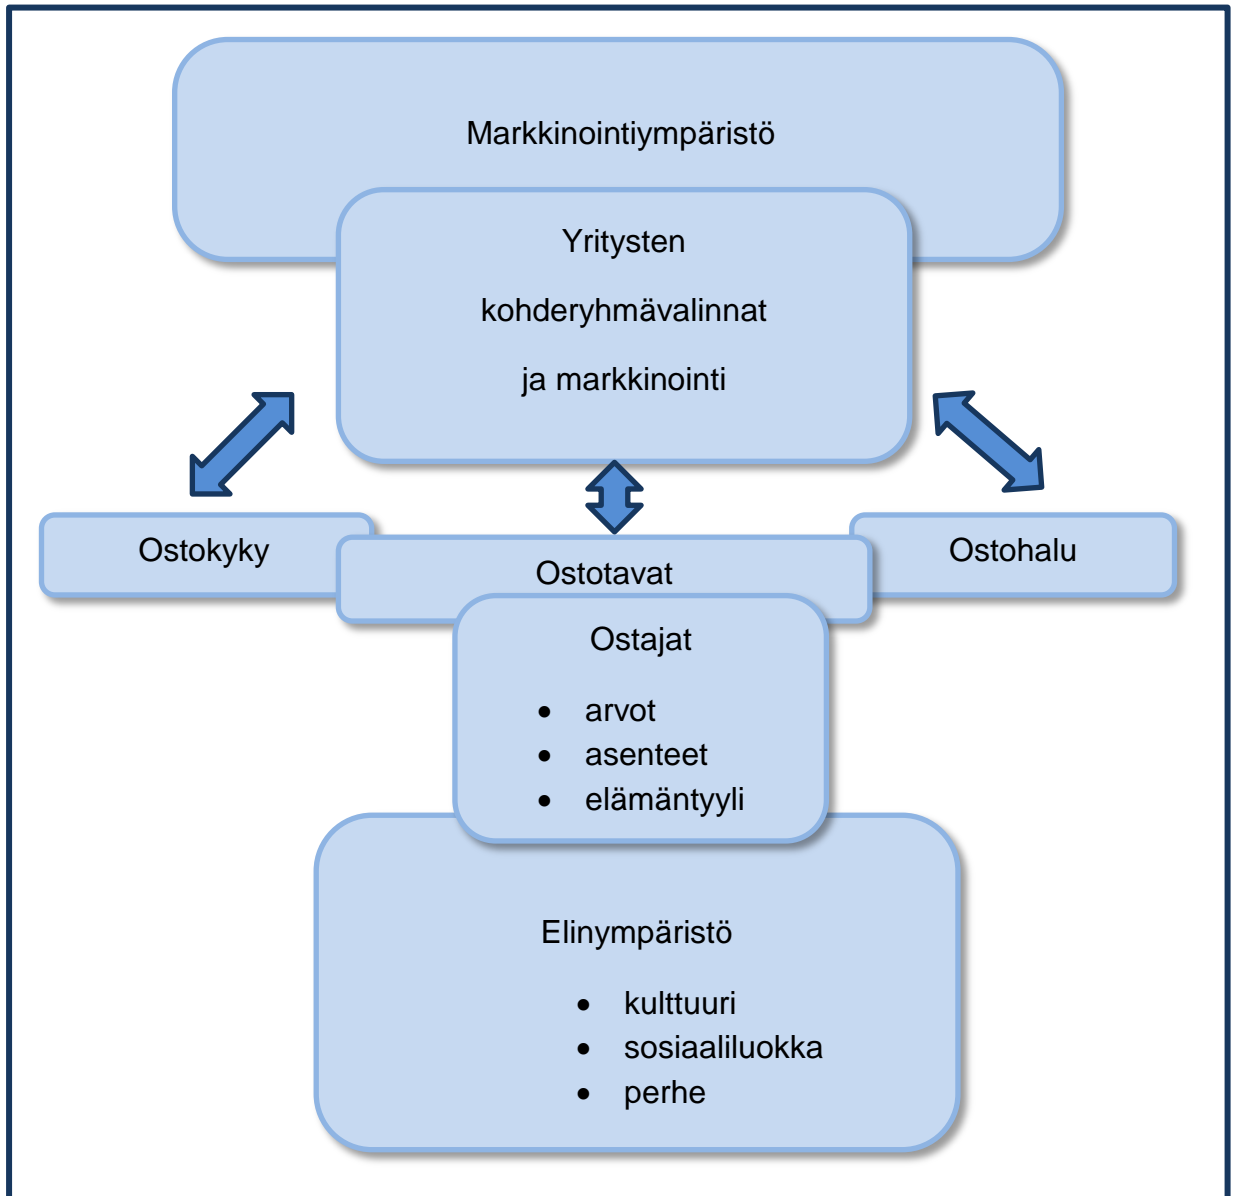 Markkinointiympäristö
Yritysten
kohderyhmävalinnat
ja markkinointi
Ostokyky
Ostotavat
Ostohalu
Ostajat
• arvot
• asenteet
• elämäntyyli
Elinympäristö
• kulttuuri
• sosiaaliluokka
• perhe